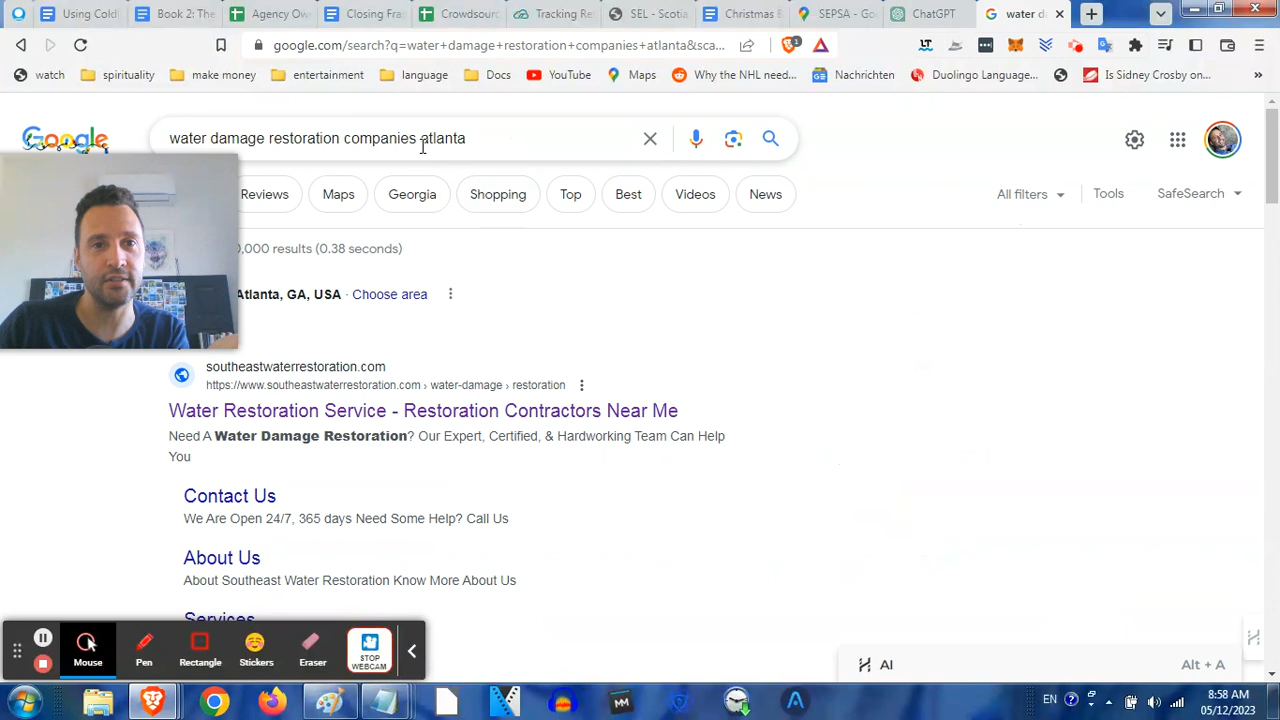 Using Cold
Book 2: The
Agency Ow
Closing Fra
Crowdsour
Tracking Re
SEL - Scotia
Christmas B
SEPSA - Go
ChatGPT
water d
google.com/search?q=water+damage+restoration+companies+atlanta&sca...
watch
spirituality
make money
entertainment
language
Docs
YouTube
Maps
Why the NHL need...
Nachrichten
Duolingo Language...
Is Sidney Crosby on...
Google
water damage restoration companies atlanta
Reviews
Maps
Georgia
Shopping
Top
Best
Videos
News
All filters
Tools
SafeSearch
0,000 results (0.38 seconds)
Atlanta, GA, USA · Choose area
southeastwaterrestoration.com
https://www.southeastwaterrestoration.com › water-damage › restoration
Water Restoration Service - Restoration Contractors Near Me
Need A Water Damage Restoration? Our Expert, Certified, & Hardworking Team Can Help
You
Contact Us
We Are Open 24/7, 365 days Need Some Help? Call Us
About Us
About Southeast Water Restoration Know More About Us
Services
Mouse
Pen
Rectangle
Stickers
Eraser
STOP
WEBCAM
AI
Alt + A
EN
8:58 AM
05/12/2023